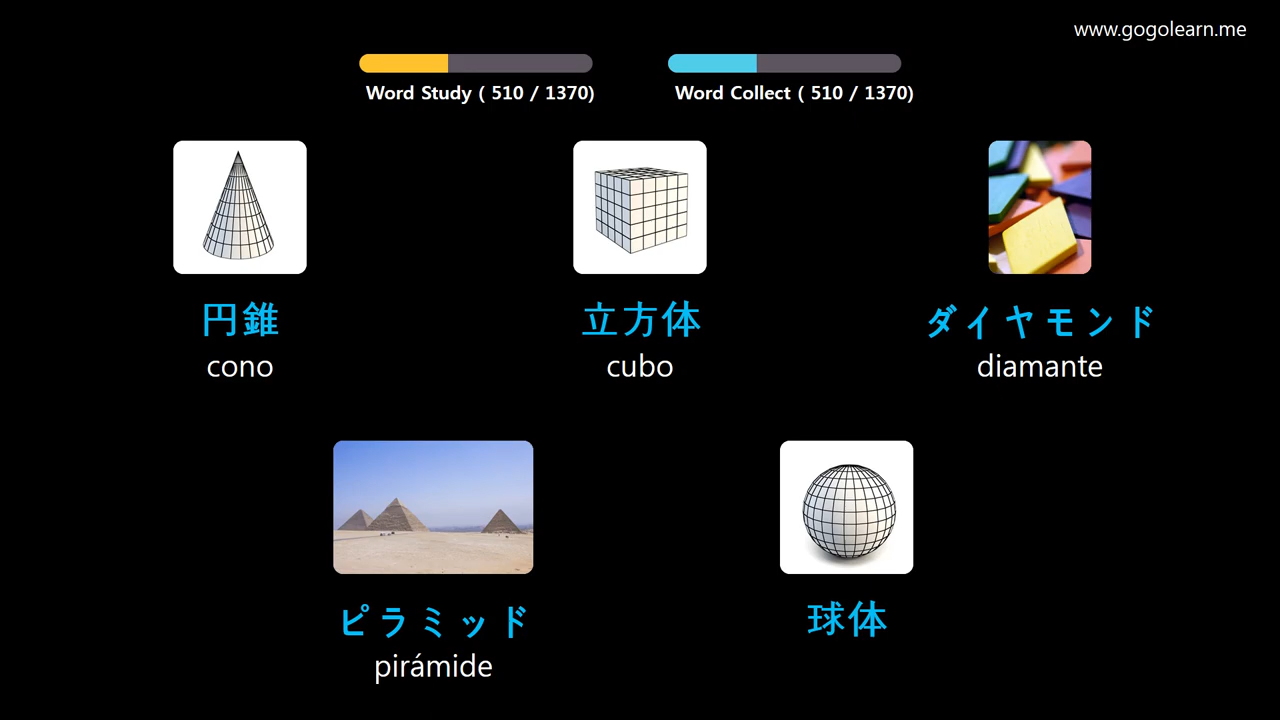 www.gogolearn.me
Word Study ( 510 / 1370)
Word Collect ( 510 / 1370)
円錐
cono
立方体
cubo
ダイヤモンド
diamante
ピラミッド
pirámide
球体